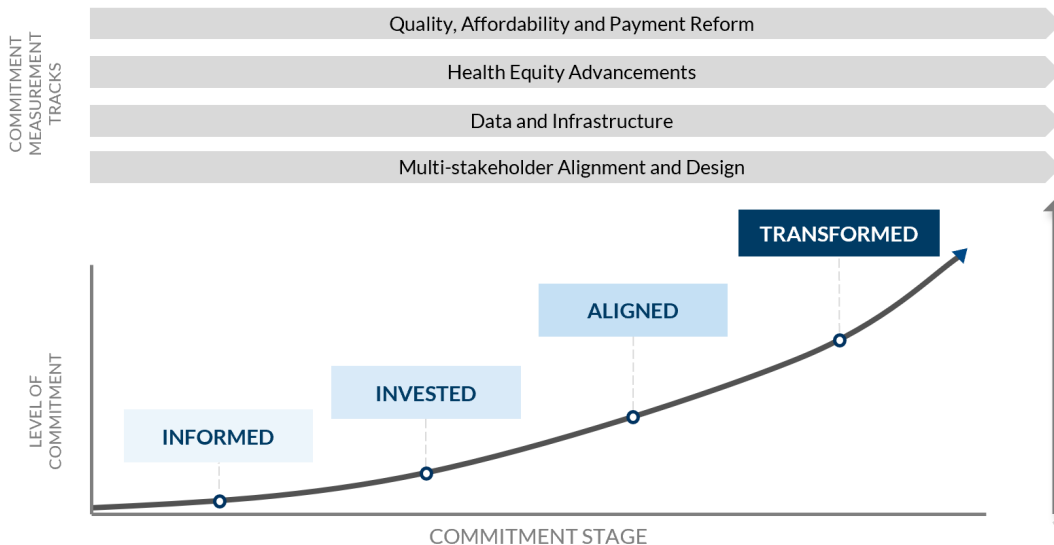 COMMITMENT
MEASUREMENT
TRACKS
Quality, Affordability and Payment Reform
Health Equity Advancements
Data and Infrastructure
Multi-stakeholder Alignment and Design
TRANSFORMED
ALIGNED
INVESTED
INFORMED
LEVEL OF
COMMITMENT
COMMITMENT STAGE